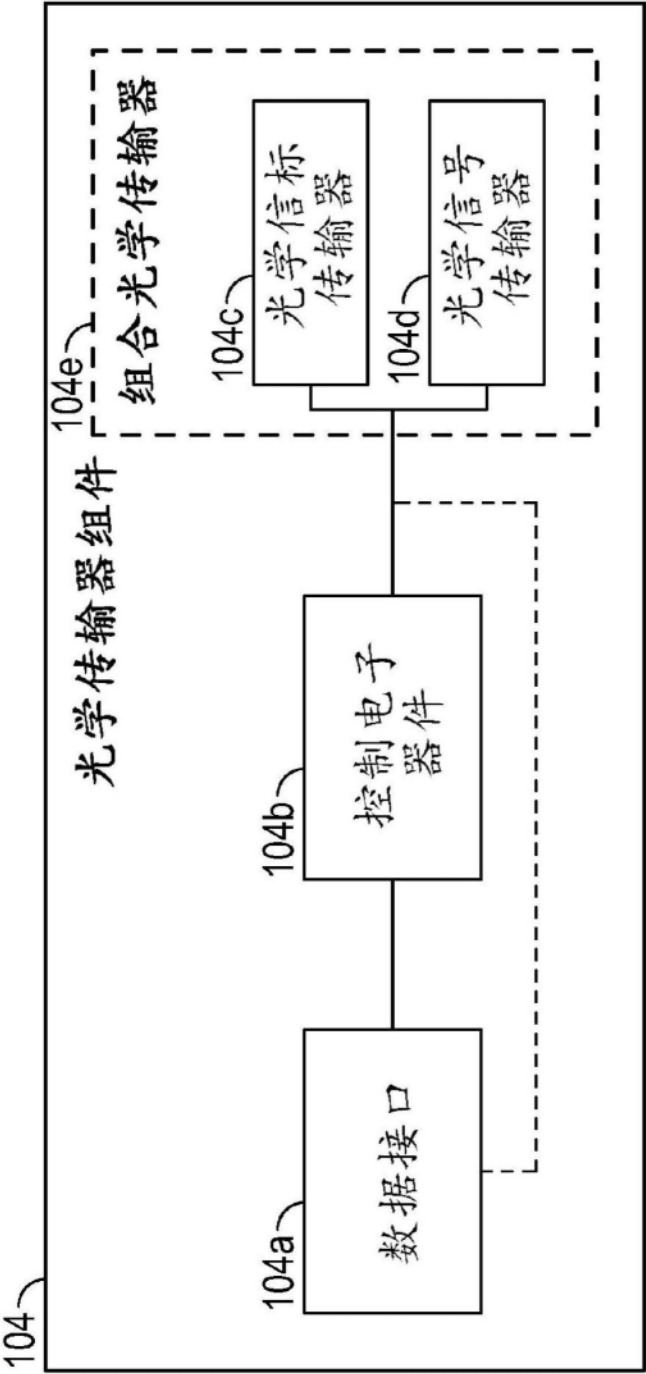 104
光学传输器组件
104e
组合光学传输器
104a
数据接口
104b
控制电子
器件
104c
光学信标
传输器
104d
光学信号
传输器